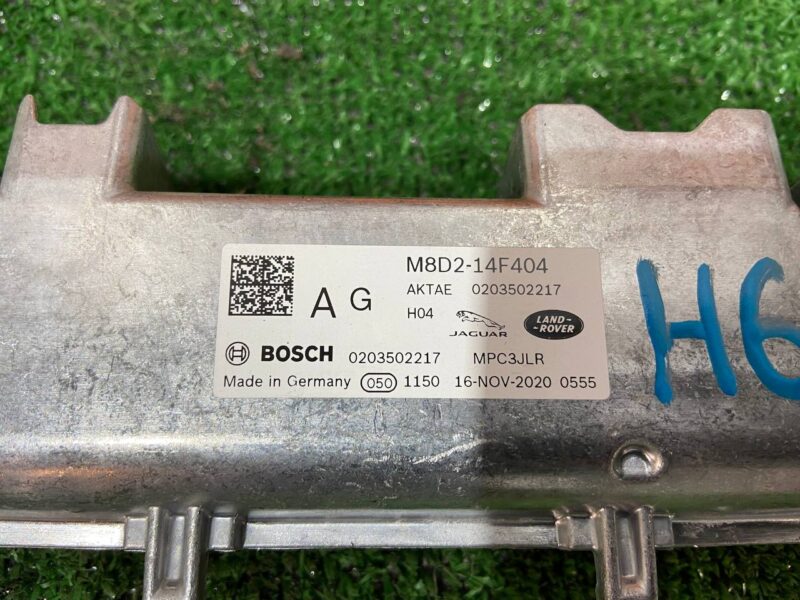 M8D2-14F404
AG
AKTAE 0203502217
H04
JAGUAR
LAND-
-ROVER
BOSCH 0203502217 MPC3JLR
Made in Germany 050 1150 16-NOV-2020 0555
H6